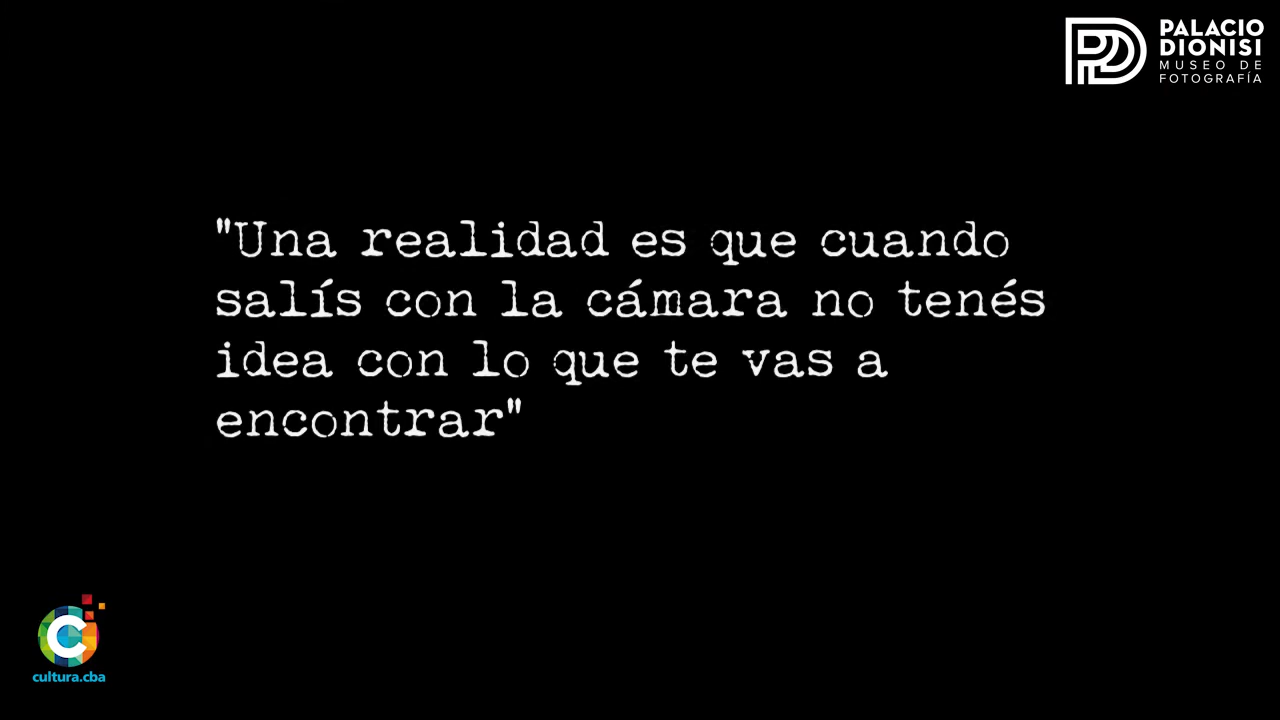 PALACIO
DIONISI
MUSEO DE
FOTOGRAFÍA
"Una realidad es que cuando
salís con la cámara no tenés
idea con lo que te vas a
encontrar"
cultura.cba